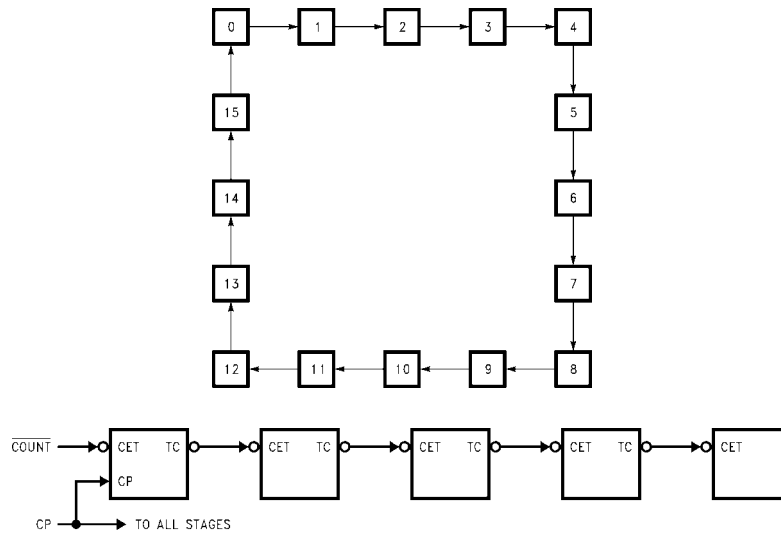 0 1 2 3 4
15 5
14 6
13 7
12 11 10 9 8
COUNT CET TC CET TC CET TC CET TC CET
CP
CP TO ALL STAGES